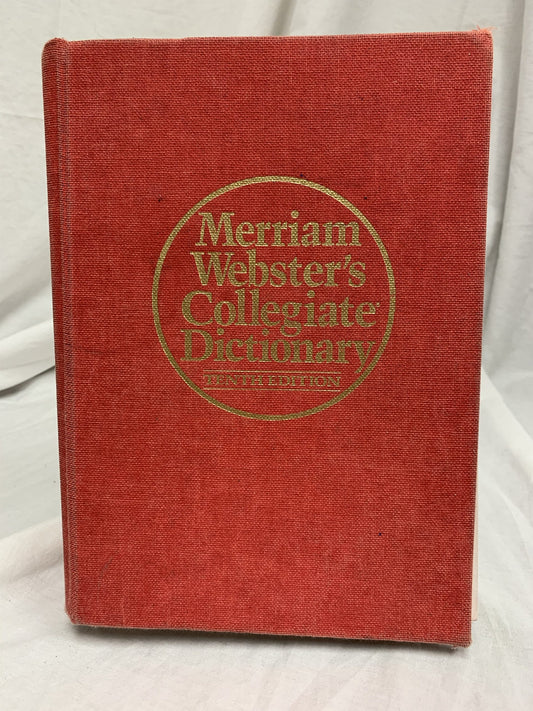 Merriam
Webster's
Collegiate®
Dictionary
TENTH EDITION